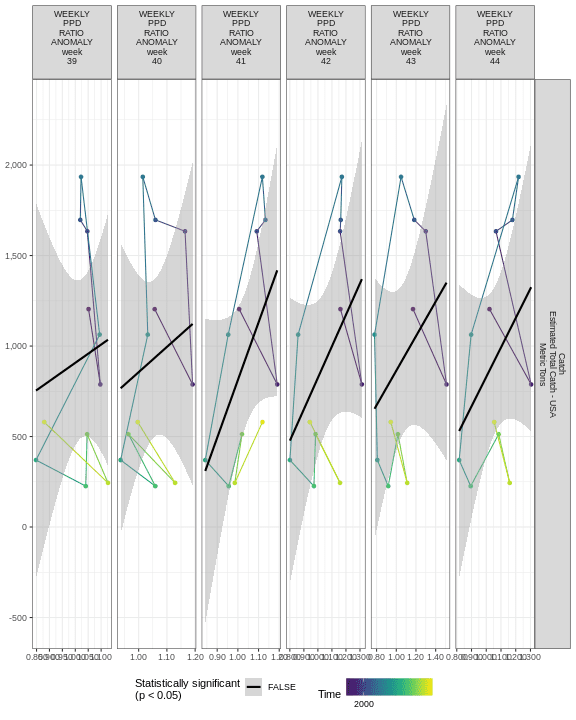 WEEKLY
PPD
RATIO
ANOMALY
week
39
WEEKLY
PPD
RATIO
ANOMALY
week
40
WEEKLY
PPD
RATIO
ANOMALY
week
41
WEEKLY
PPD
RATIO
ANOMALY
week
42
WEEKLY
PPD
RATIO
ANOMALY
week
43
WEEKLY
PPD
RATIO
ANOMALY
week
44
2,000
1,500
1,000
500
0
-500
Catch
Estimated Total Catch - USA
Metric Tons
1.00 1.10 1.20
0.90 1.00 1.10
0.80 1.00 1.20 1.40
Statistically significant
(p < 0.05)
FALSE
Time
2000